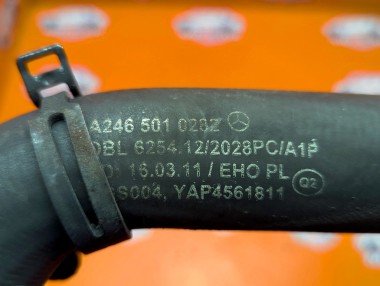 A246 501 0282
DBL 6254.12/2028PC/A1P
16.03.11 / EHO PL
S004, YAP4561811
Q2